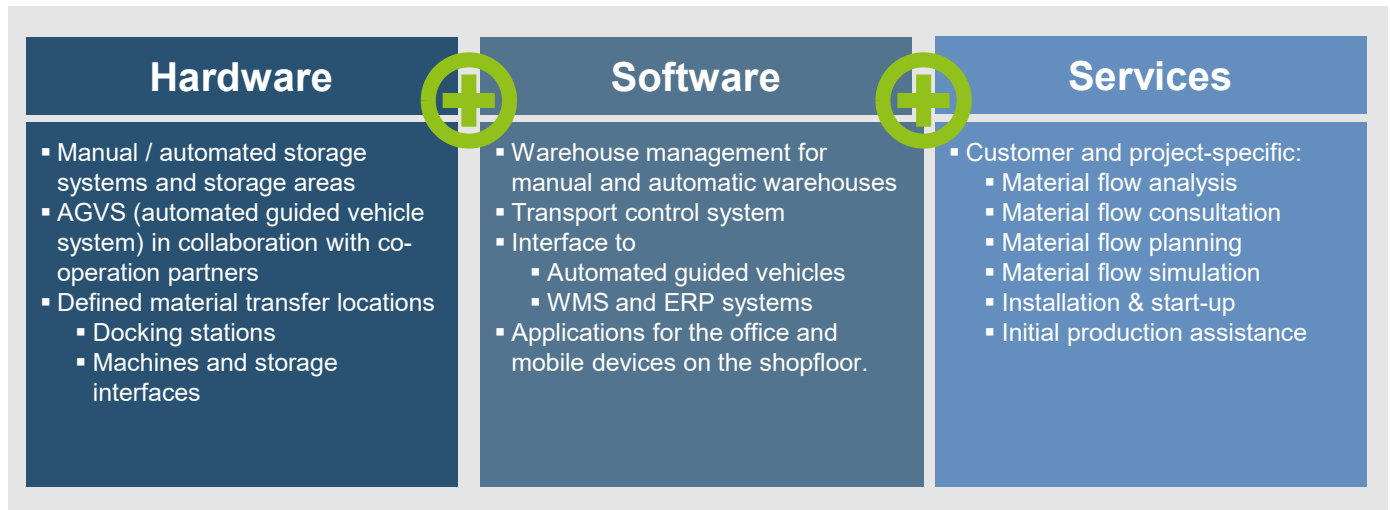 Hardware
▪ Manual / automated storage
systems and storage areas
▪ AGVS (automated guided vehicle
system) in collaboration with co-
operation partners
▪ Defined material transfer locations
▪ Docking stations
▪ Machines and storage
interfaces
Software
▪ Warehouse management for
manual and automatic warehouses
▪ Transport control system
▪ Interface to
▪ Automated guided vehicles
▪ WMS and ERP systems
▪ Applications for the office and
mobile devices on the shopfloor.
Services
▪ Customer and project-specific:
▪ Material flow analysis
▪ Material flow consultation
▪ Material flow planning
▪ Material flow simulation
▪ Installation & start-up
▪ Initial production assistance